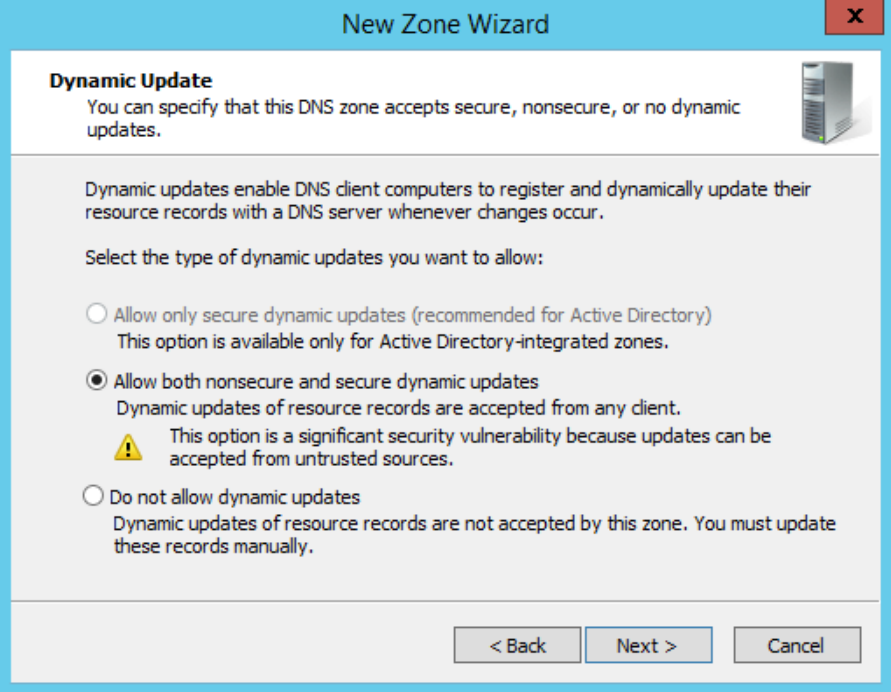 New Zone Wizard
x
Dynamic Update
You can specify that this DNS zone accepts secure, nonsecure, or no dynamic
updates.
Dynamic updates enable DNS client computers to register and dynamically update their
resource records with a DNS server whenever changes occur.
Select the type of dynamic updates you want to allow:
Allow only secure dynamic updates (recommended for Active Directory)
This option is available only for Active Directory-integrated zones.
Allow both nonsecure and secure dynamic updates
Dynamic updates of resource records are accepted from any client.
This option is a significant security vulnerability because updates can be
accepted from untrusted sources.
Do not allow dynamic updates
Dynamic updates of resource records are not accepted by this zone. You must update
these records manually.
< Back Next > Cancel